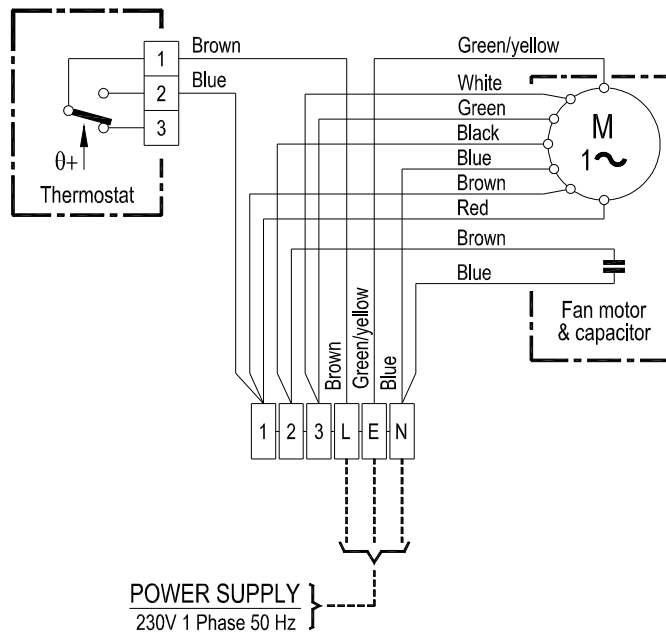 1
2
3
θ+
Thermostat
Brown
Blue
Green/yellow
White
Green
Black
Blue
Brown
Red
Brown
Blue
M
1~
Fan motor
& capacitor
Brown
Green/yellow
Blue
1 2 3 L E N
POWER SUPPLY
230V 1 Phase 50 Hz